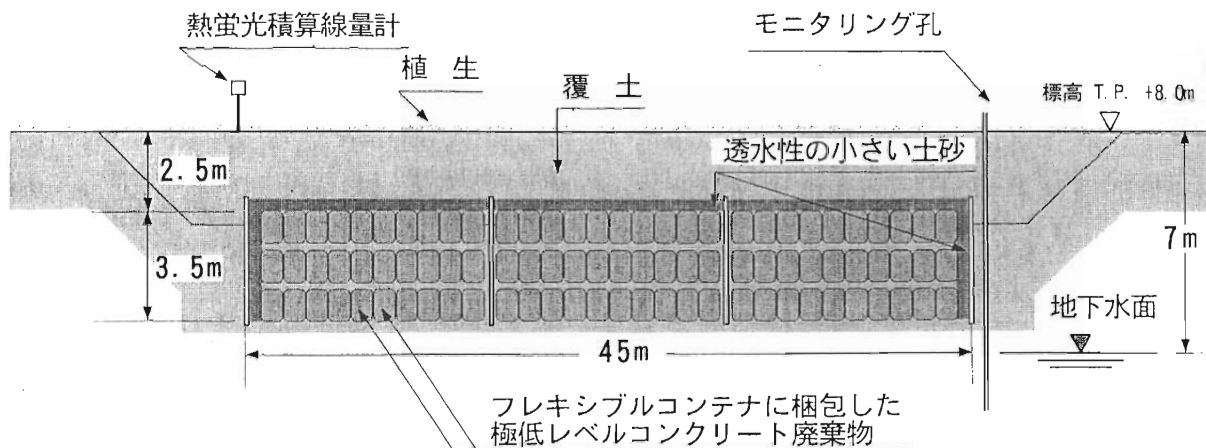 熱蛍光積算線量計
モニタリング孔
植 生
覆 土
標高 T.P. +8.0m
透水性の小さい土砂
2.5m
3.5m
7m
地下水面
45m
フレキシブルコンテナに梱包した
極低レベルコンクリート廃棄物